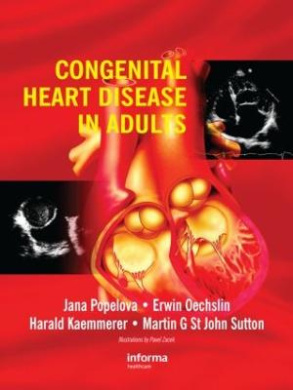 CONGENITAL
HEART DISEASE
IN ADULTS
Jana Popelova • Erwin Oechslin
Harald Kaemmerer • Martin G St John Sutton
Illustrations by Pavel Žáček
informa
healthcare